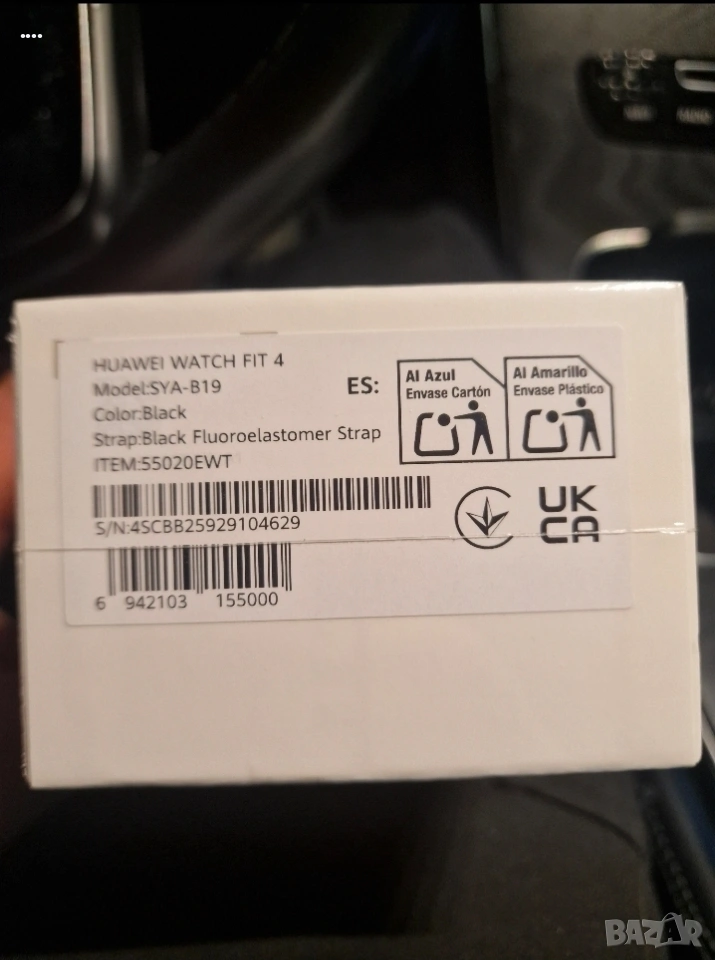 HUAWEI WATCH FIT 4
Model:SYA-B19
Color:Black
Strap:Black Fluoroelastomer Strap
ITEM:55020EWT
S/N:4SCBB25929104629
6 942103 155000
ES:
Al Azul
Envase Cartón
Al Amarillo
Envase Plástico
UK
CA
BAZAR